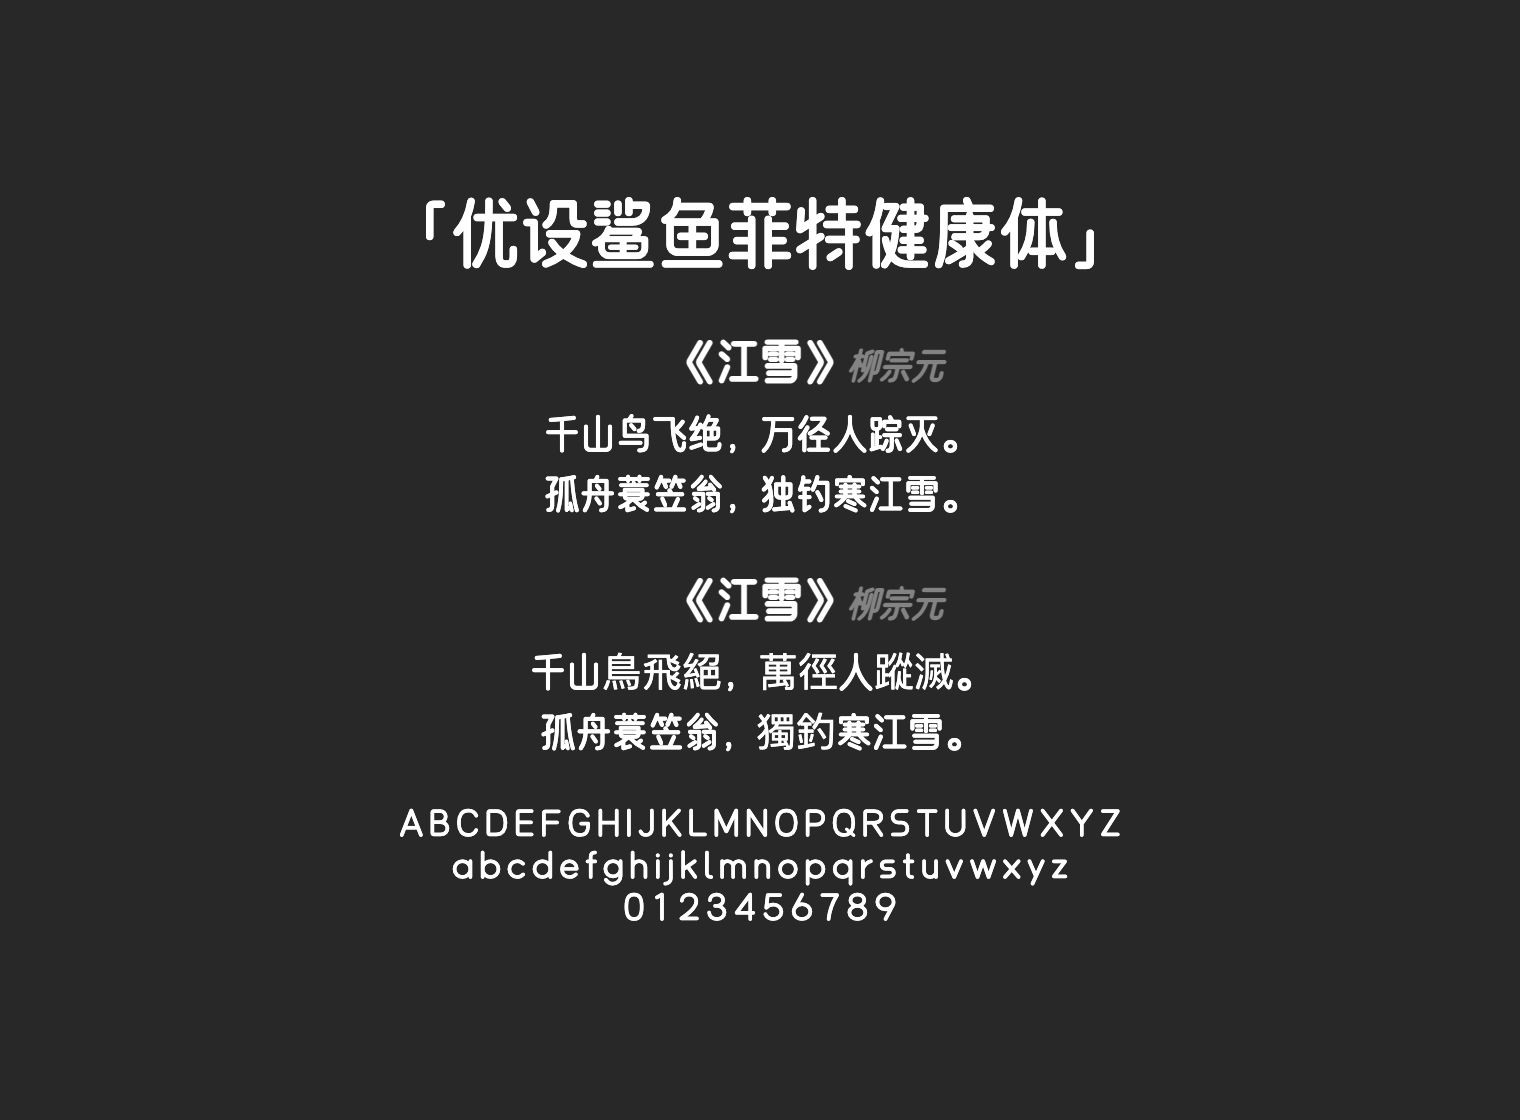 「优设鲨鱼菲特健康体」
《江雪》柳宗元
千山鸟飞绝，万径人踪灭。
孤舟蓑笠翁，独钓寒江雪。
《江雪》柳宗元
千山鳥飛絕，萬徑人蹤滅。
孤舟蓑笠翁，獨釣寒江雪。
ABCDEFGHIJKLMNOPQRSTUVWXYZ
abcdefghijklmnopqrstuvwxyz
0123456789